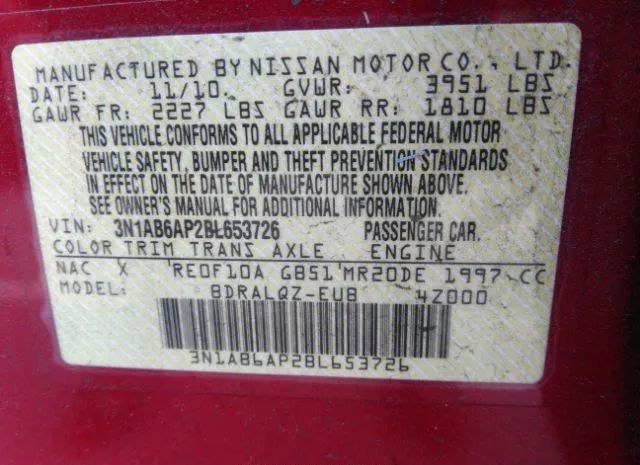 MANUFACTURED BY NISSAN MOTOR CO., LTD.
DATE: 11/10 GVWR: 3951 LBS
GAWR FR: 2227 LBS GAWR RR: 1810 LBS
THIS VEHICLE CONFORMS TO ALL APPLICABLE FEDERAL MOTOR
VEHICLE SAFETY, BUMPER AND THEFT PREVENTION STANDARDS
IN EFFECT ON THE DATE OF MANUFACTURE SHOWN ABOVE.
SEE OWNER'S MANUAL FOR ADDITIONAL INFORMATION.
VIN: 3N1AB6AP2BL653726 PASSENGER CAR.
COLOR TRIM TRANS AXLE ENGINE
NAC X RE0F10A GB51 MR20DE 1997 CC
MODEL: BDRALQZ-EUB 4Z000
3N1AB6AP2BL653726